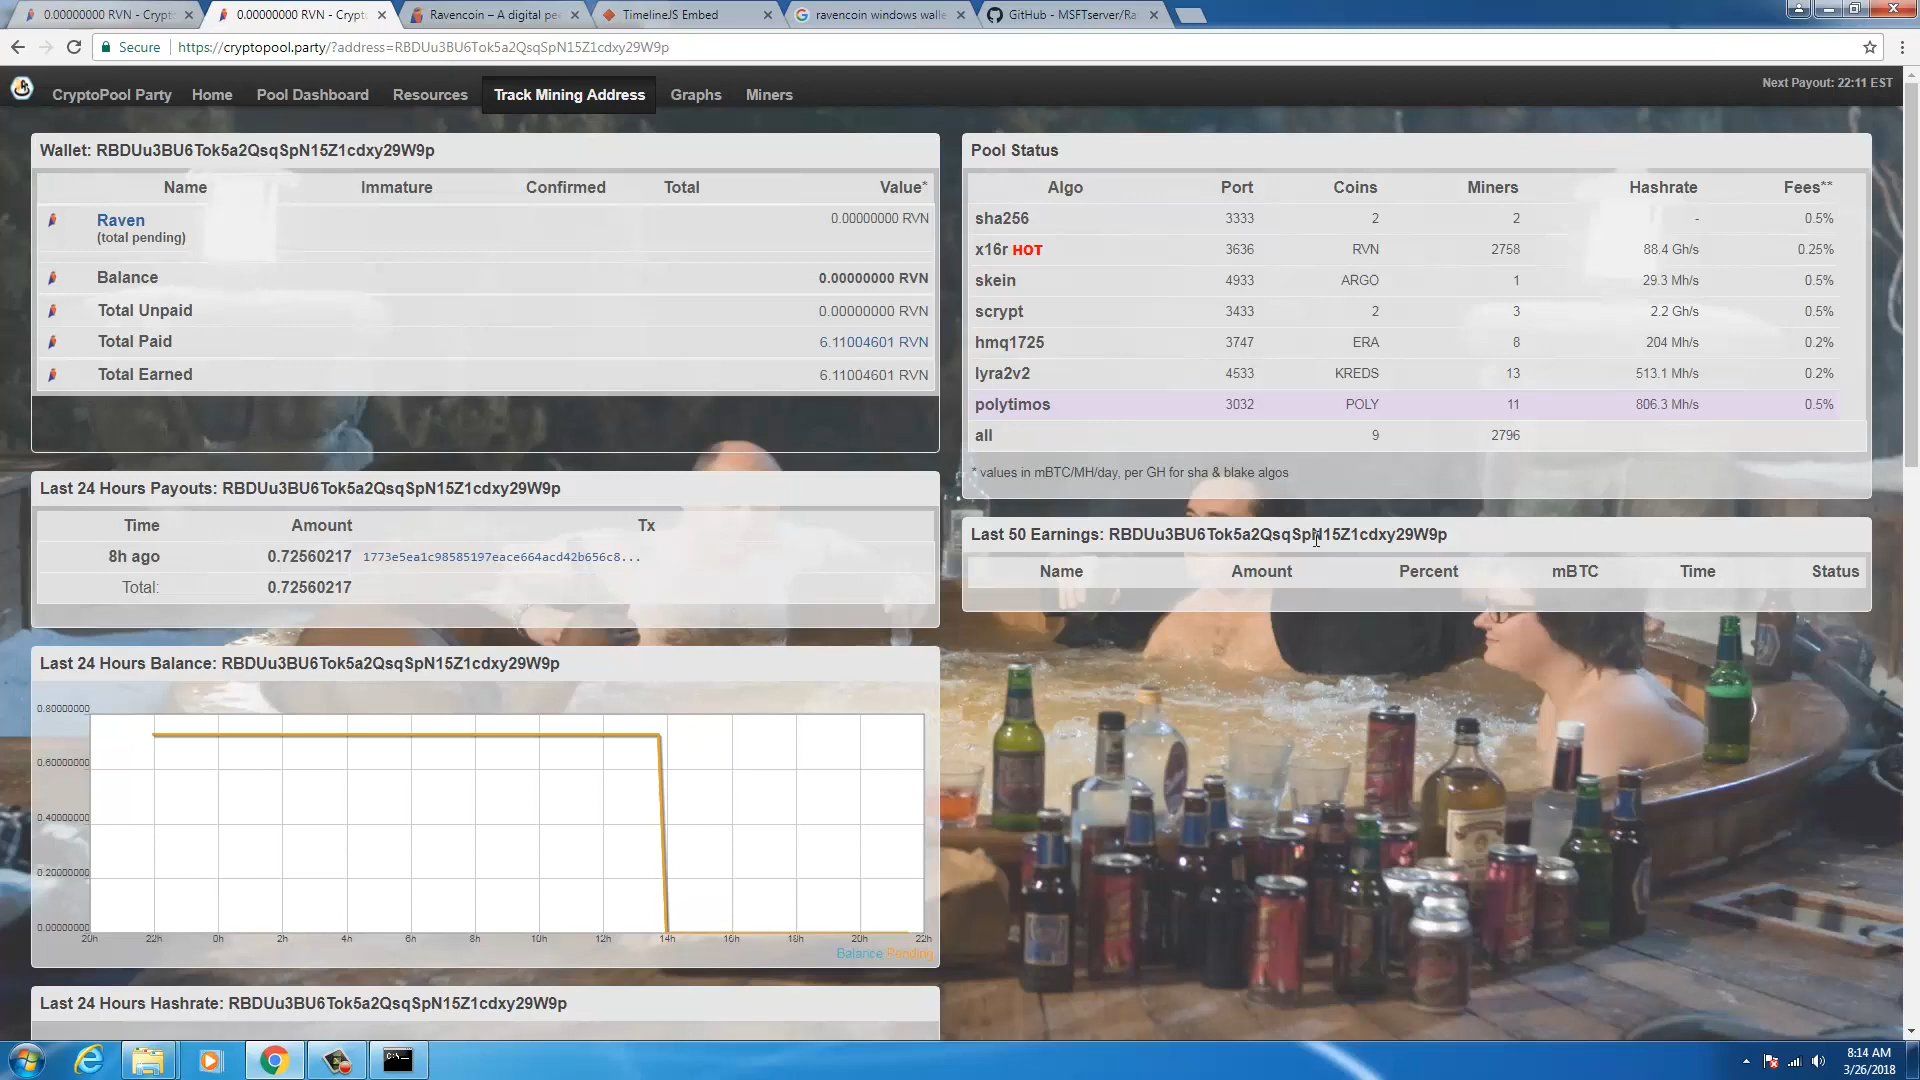 0.00000000 RVN - Crypto
0.00000000 RVN - Crypto
Ravencoin – A digital pe
TimelineJS Embed
ravencoin windows walle
GitHub - MSFTserver/Ra
Secure
https://cryptopool.party/?address=RBDUu3BU6Tok5a2QsqSpN15Z1cdxy29W9p
CryptoPool Party
Home
Pool Dashboard
Resources
Track Mining Address
Graphs
Miners
Next Payout: 22:11 EST
Wallet: RBDUu3BU6Tok5a2QsqSpN15Z1cdxy29W9p
Name Immature Confirmed Total Value*
Raven 0.00000000 RVN
(total pending)
Balance 0.00000000 RVN
Total Unpaid 0.00000000 RVN
Total Paid 6.11004601 RVN
Total Earned 6.11004601 RVN
Last 24 Hours Payouts: RBDUu3BU6Tok5a2QsqSpN15Z1cdxy29W9p
Time Amount Tx
8h ago 0.72560217 1773e5ea1c98585197eace664acd42b656c8...
Total: 0.72560217
Last 24 Hours Balance: RBDUu3BU6Tok5a2QsqSpN15Z1cdxy29W9p
0.80000000
0.60000000
0.40000000
0.20000000
0.00000000
20h 22h 0h 2h 4h 6h 8h 10h 12h 14h 16h 18h 20h 22h
Balance Pending
Last 24 Hours Hashrate: RBDUu3BU6Tok5a2QsqSpN15Z1cdxy29W9p
Pool Status
Algo Port Coins Miners Hashrate Fees**
sha256 3333 2 2 - 0.5%
x16r HOT 3636 RVN 2758 88.4 Gh/s 0.25%
skein 4933 ARGO 1 29.3 Mh/s 0.5%
scrypt 3433 2 3 2.2 Gh/s 0.5%
hmq1725 3747 ERA 8 204 Mh/s 0.2%
lyra2v2 4533 KREDS 13 513.1 Mh/s 0.2%
polytimos 3032 POLY 11 806.3 Mh/s 0.5%
all 9 2796
* values in mBTC/MH/day, per GH for sha & blake algos
Last 50 Earnings: RBDUu3BU6Tok5a2QsqSpN15Z1cdxy29W9p
Name Amount Percent mBTC Time Status
8:14 AM
3/26/2018